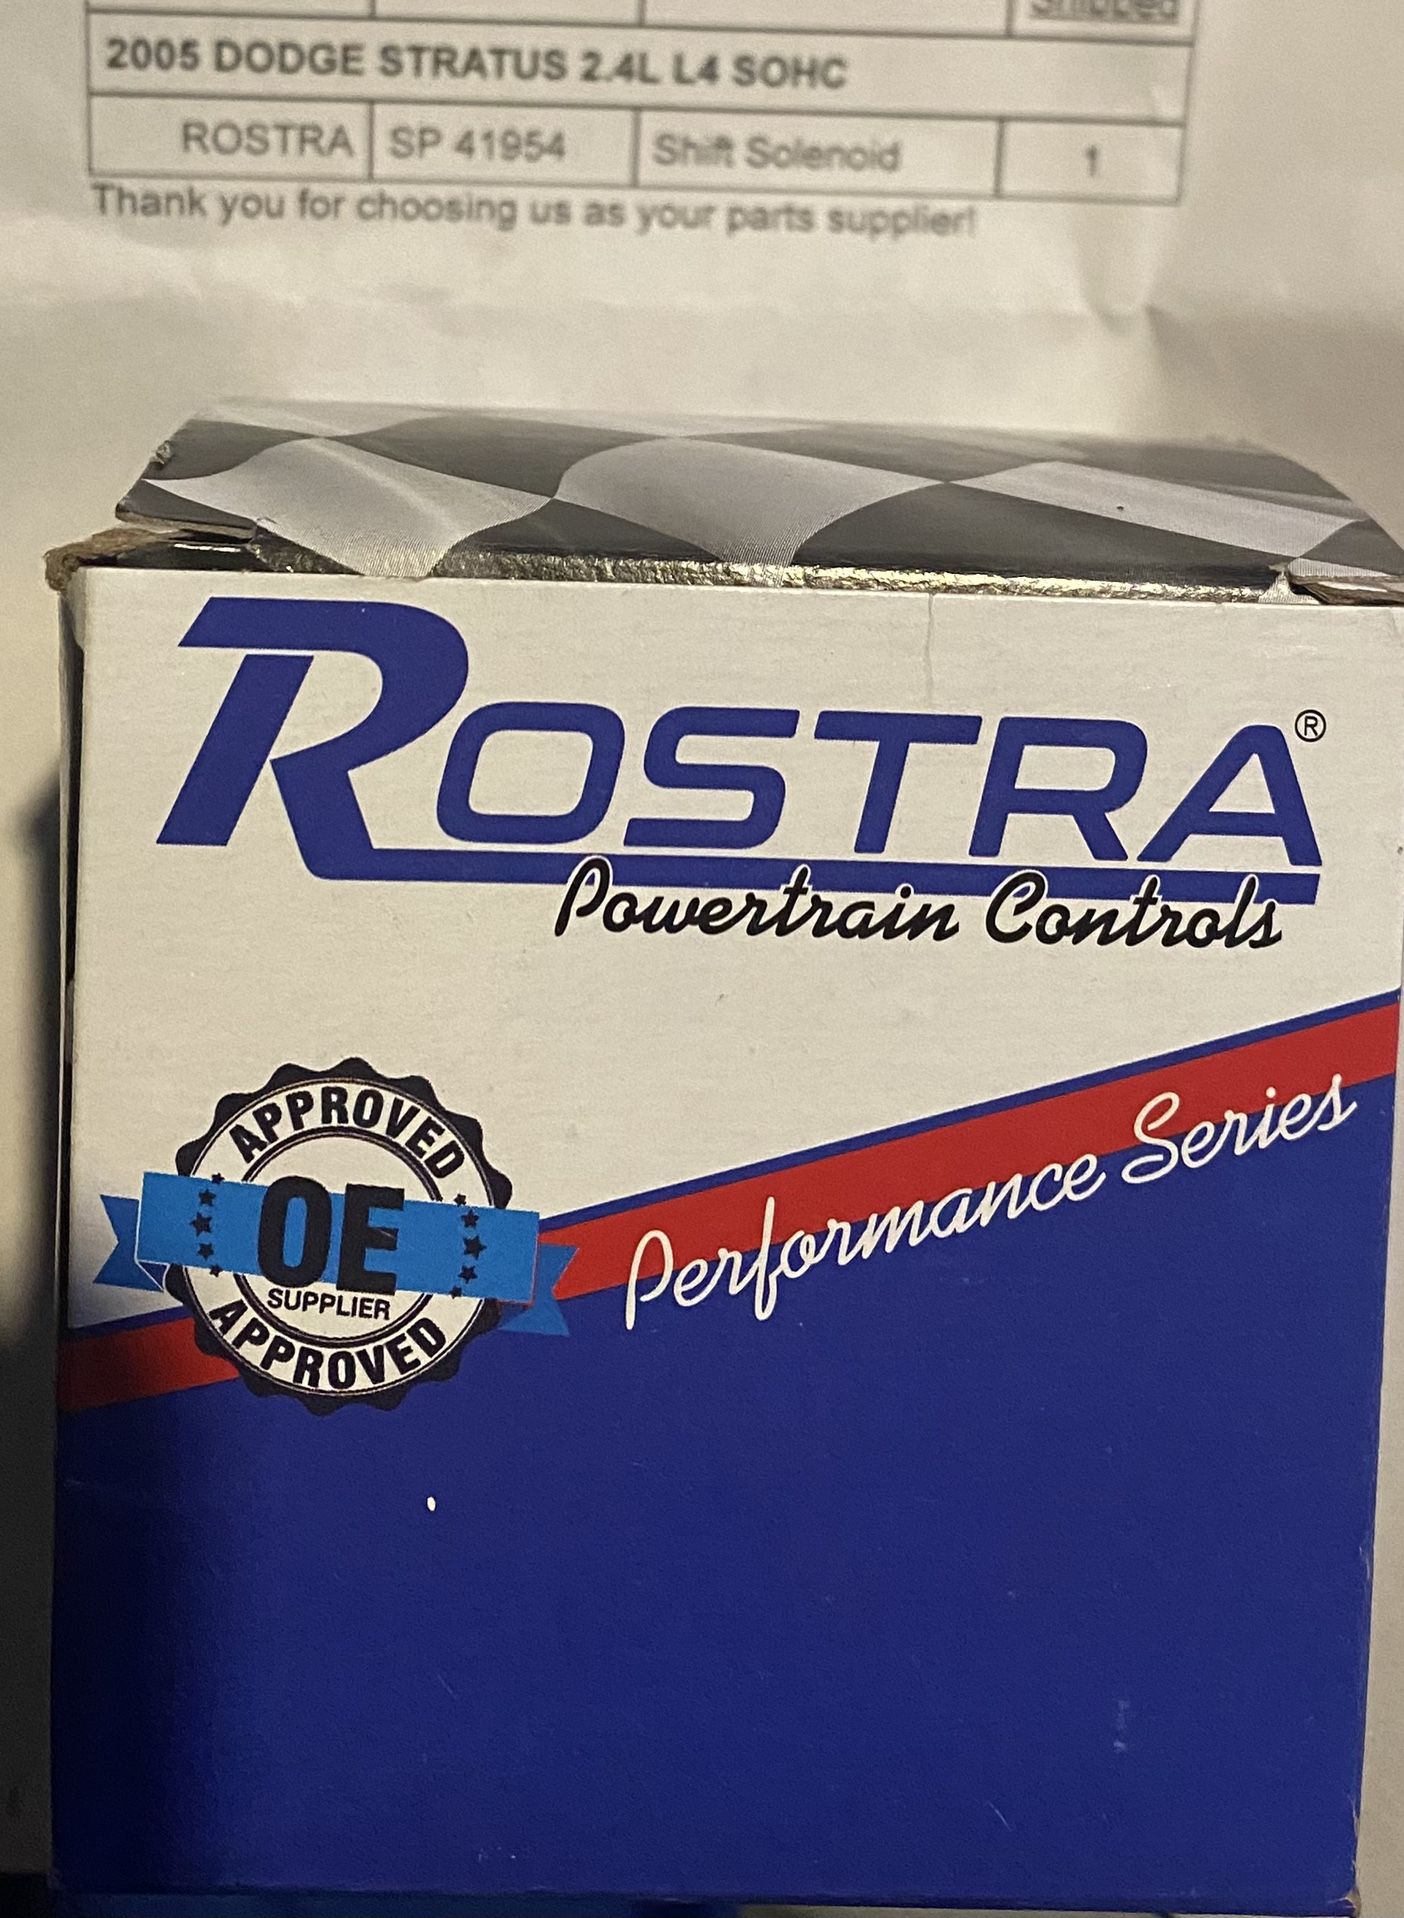 Shipped
2005 DODGE STRATUS 2.4L L4 SOHC
ROSTRA SP 41954 Shift Solenoid 1
Thank you for choosing us as your parts supplier!
ROSTRA®
Powertrain Controls
Performance Series
APPROVED
OE
SUPPLIER
APPROVED